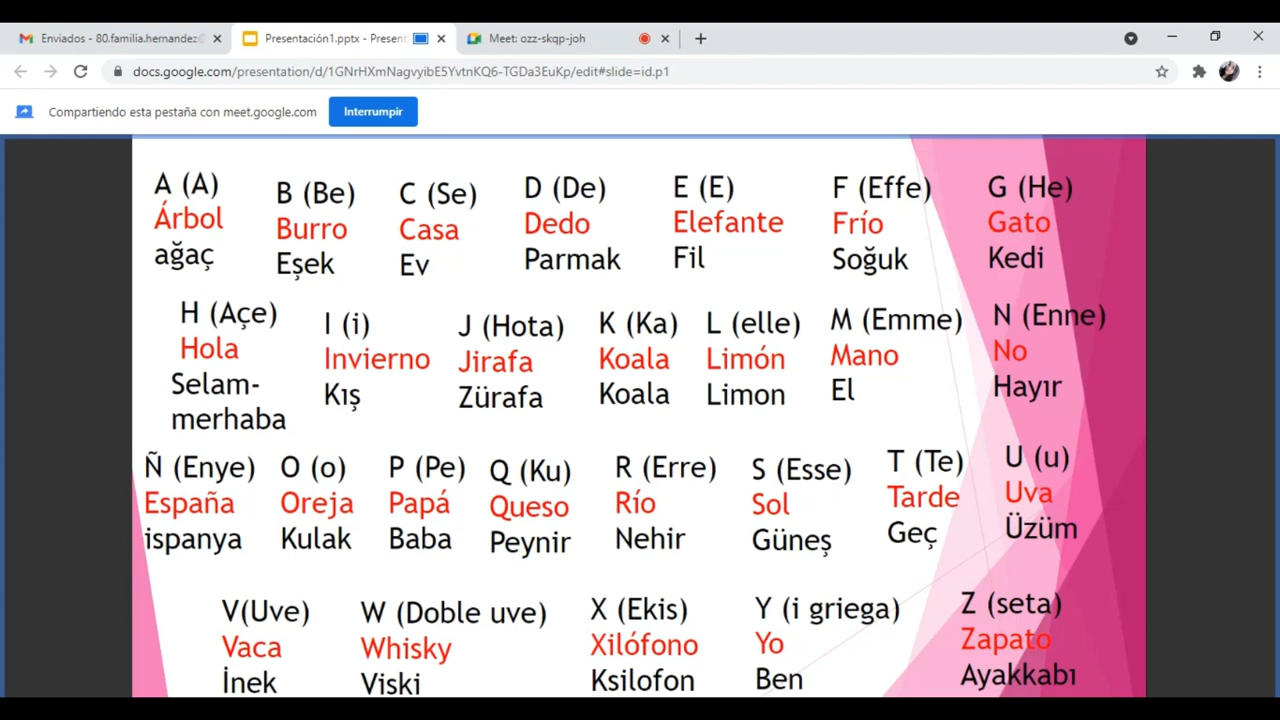 Enviados - 80.familia.hernandez@
Presentación1.pptx - Present
Meet: ozz-skqp-joh
docs.google.com/presentation/d/1GNrHXmNagvyibE5YvtnKQ6-TGDa3EuKp/edit#slide=id.p1
Compartiendo esta pestaña con meet.google.com
Interrumpir
A (A)
Árbol
ağaç
B (Be)
Burro
Eşek
C (Se)
Casa
Ev
D (De)
Dedo
Parmak
E (E)
Elefante
Fil
F (Effe)
Frío
Soğuk
G (He)
Gato
Kedi
H (Açe)
Hola
Selam-
merhaba
I (i)
Invierno
Kış
J (Hota)
Jirafa
Zürafa
K (Ka)
Koala
Koala
L (elle)
Limón
Limon
M (Emme)
Mano
El
N (Enne)
No
Hayır
Ñ (Enye)
España
ispanya
O (o)
Oreja
Kulak
P (Pe)
Papá
Baba
Q (Ku)
Queso
Peynir
R (Erre)
Río
Nehir
S (Esse)
Sol
Güneş
T (Te)
Tarde
Geç
U (u)
Uva
Üzüm
V(Uve)
Vaca
İnek
W (Doble uve)
Whisky
Viski
X (Ekis)
Xilófono
Ksilofon
Y (i griega)
Yo
Ben
Z (seta)
Zapato
Ayakkabı